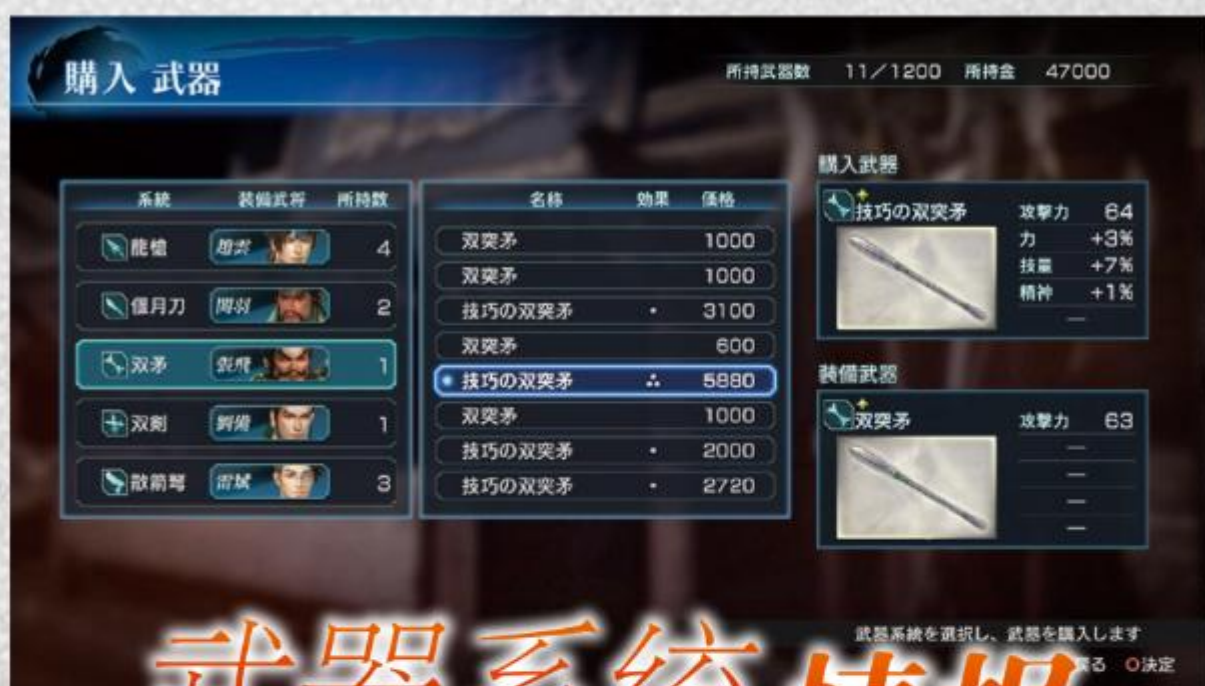 購入 武器
所持武器数 11/1200 所持金 47000
系統 装備武将 所持数
龍槍 趙雲 4
偃月刀 関羽 2
双矛 張飛 1
双剣 劉備 1
散箭弩 3
名称 効果 価格
双突矛 1000
双突矛 1000
技巧の双突矛 ・ 3100
双突矛 600
技巧の双突矛 ∴ 5880
双突矛 1000
技巧の双突矛 ・ 2000
技巧の双突矛 ・ 2720
購入武器
技巧の双突矛 攻撃力 64
力 +3%
技量 +7%
精神 +1%
—
装備武器
双突矛 攻撃力 63
—
—
—
—
武器系統を選択し、武器を購入します
戻る 決定
武器系統